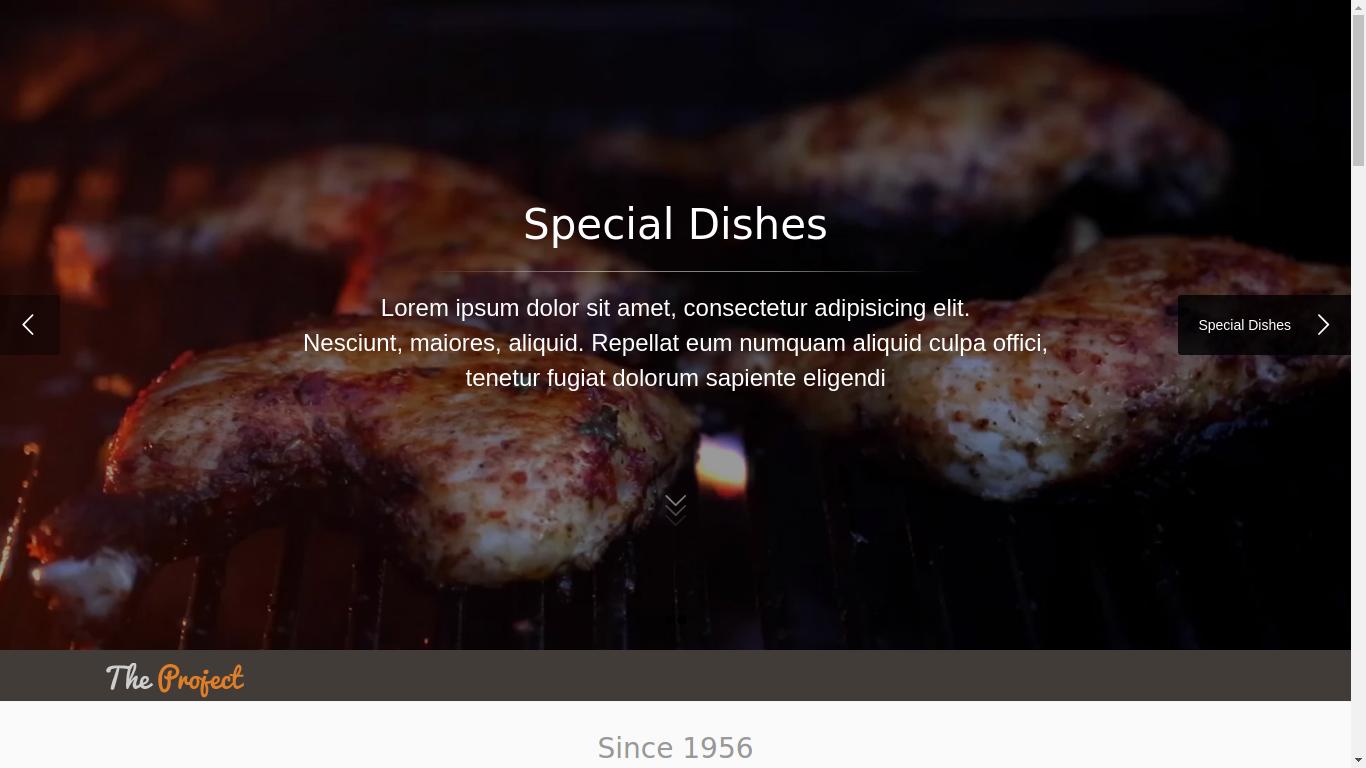 Special Dishes
Lorem ipsum dolor sit amet, consectetur adipisicing elit.
Nesciunt, maiores, aliquid. Repellat eum numquam aliquid culpa offici,
tenetur fugiat dolorum sapiente eligendi
Special Dishes
The Project
Since 1956